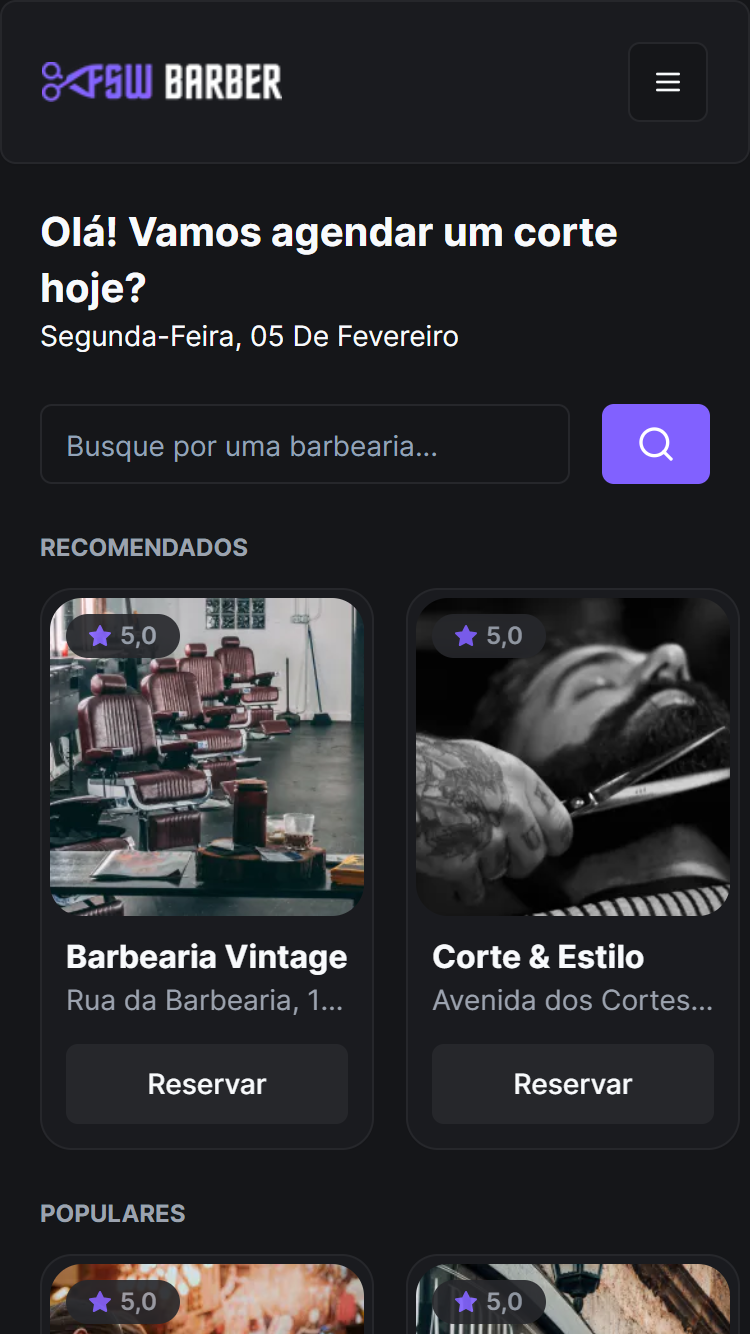 FSW BARBER
Olá! Vamos agendar um corte
hoje?
Segunda-Feira, 05 De Fevereiro
Busque por uma barbearia...
RECOMENDADOS
5,0
5,0
Barbearia Vintage
Corte & Estilo
Rua da Barbearia, 1...
Avenida dos Cortes...
Reservar
Reservar
POPULARES
5,0
5,0